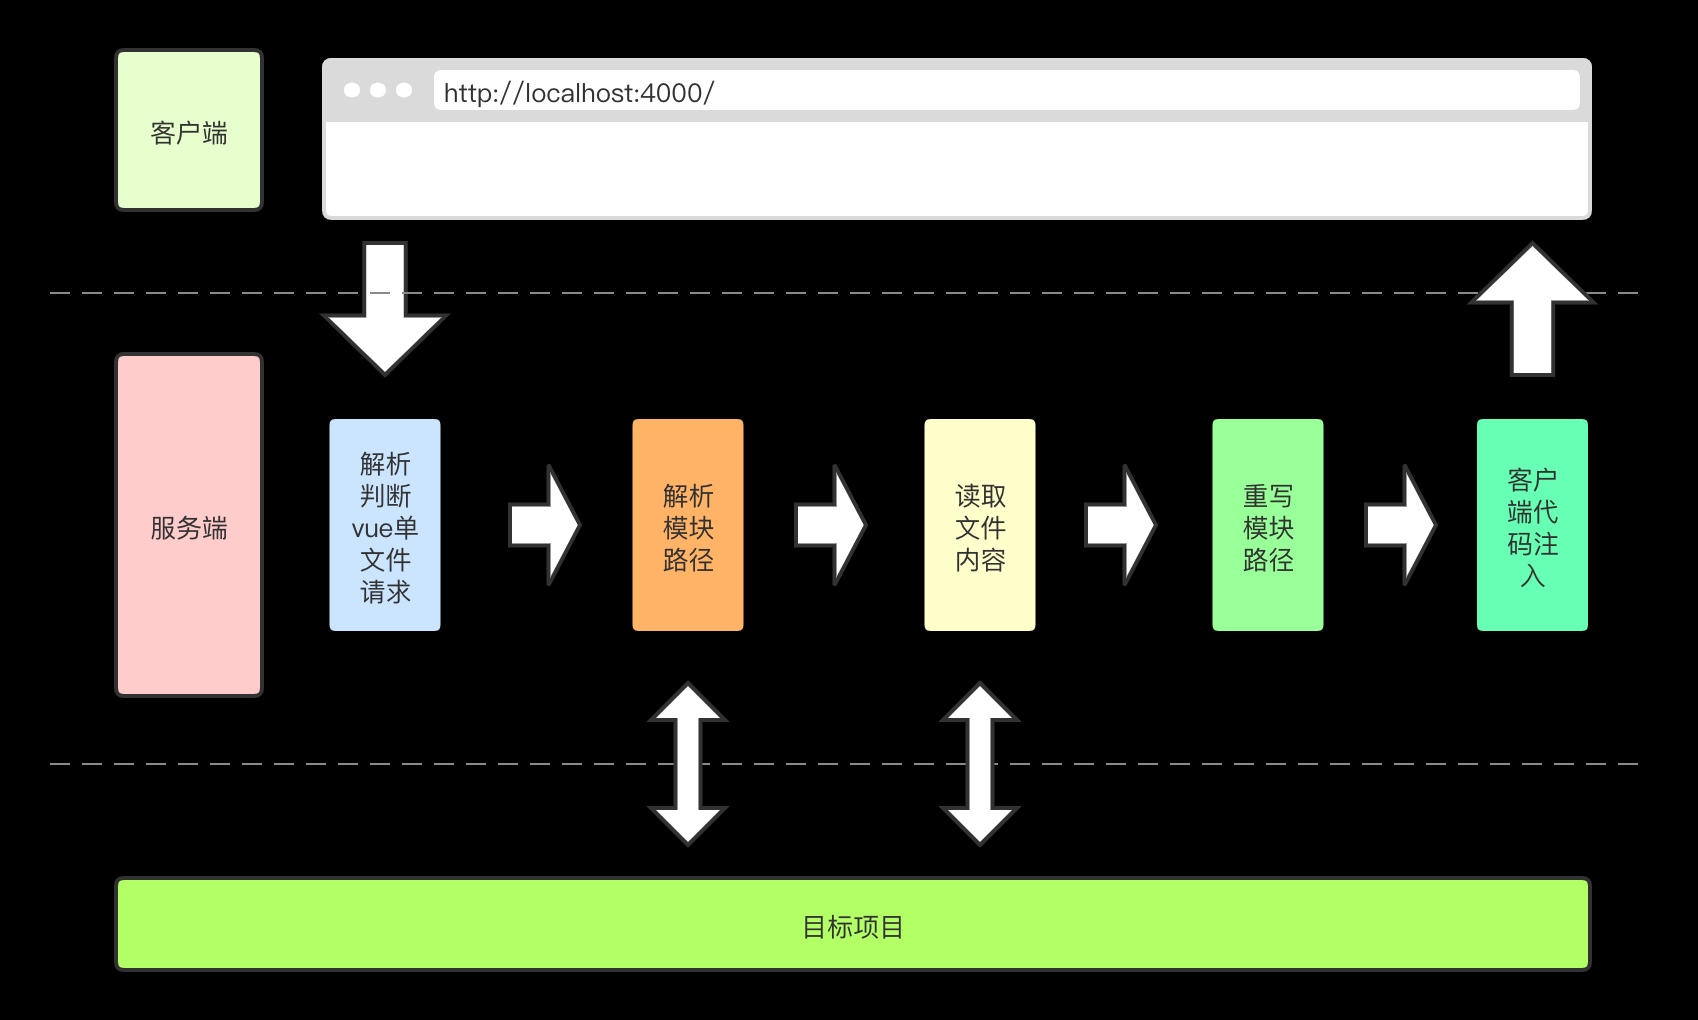 客户端
http://localhost:4000/
服务端
解析
判断
vue单
文件
请求
解析
模块
路径
读取
文件
内容
重写
模块
路径
客户
端代
码注
入
目标项目